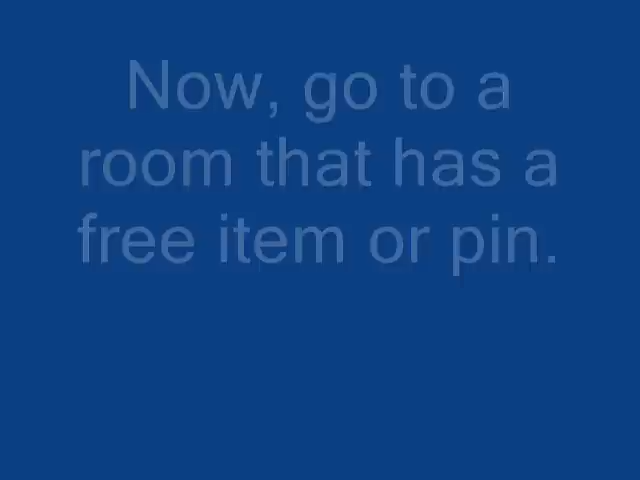 Now, go to a
room that has a
free item or pin.